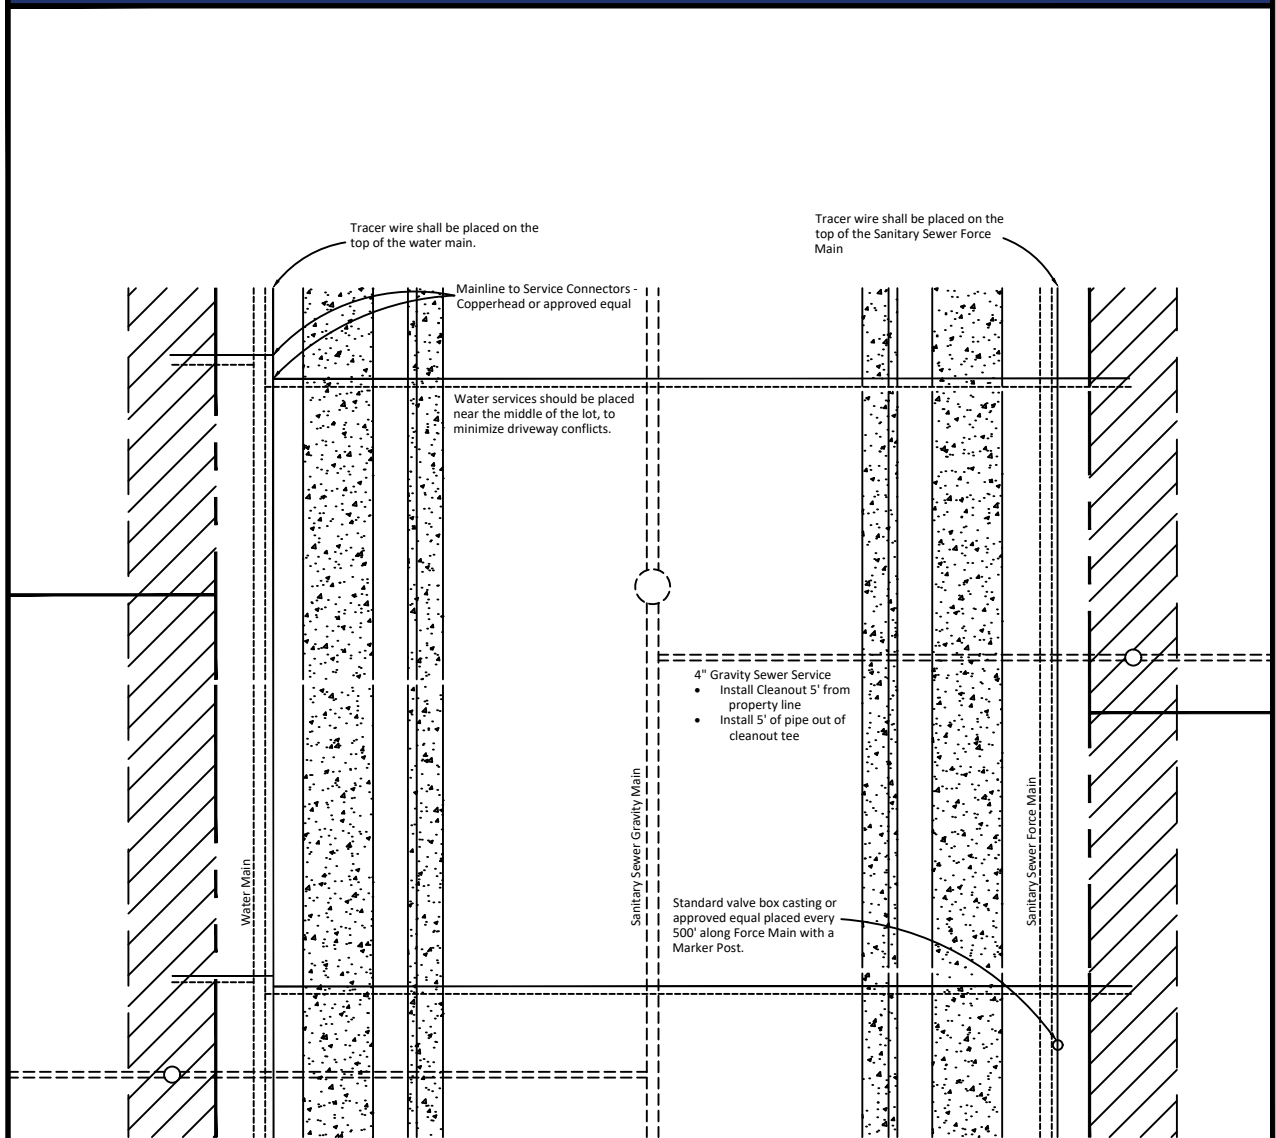 Tracer wire shall be placed on the
top of the water main.
Tracer wire shall be placed on the
top of the Sanitary Sewer Force
Main
Mainline to Service Connectors -
Copperhead or approved equal
Water services should be placed
near the middle of the lot, to
minimize driveway conflicts.
4" Gravity Sewer Service
• Install Cleanout 5' from
property line
• Install 5' of pipe out of
cleanout tee
Water Main
Sanitary Sewer Gravity Main
Sanitary Sewer Force Main
Standard valve box casting or
approved equal placed every
500' along Force Main with a
Marker Post.